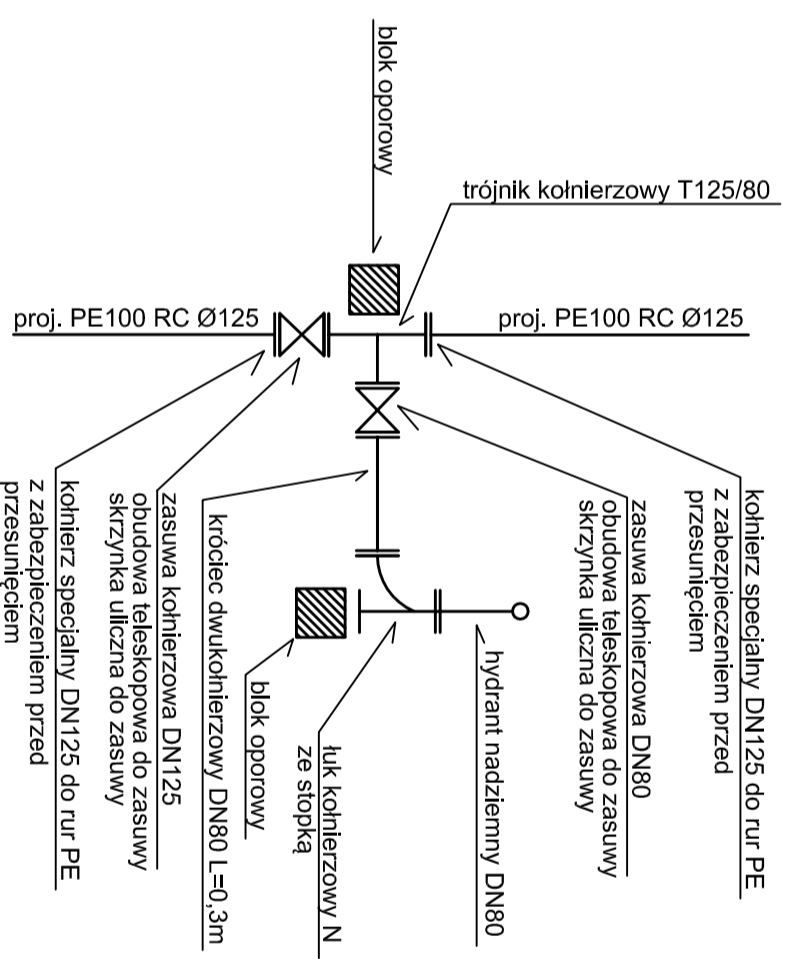 blok oporowy
trójnik kołnierzowy T125/80
proj. PE100 RC Ø125
proj. PE100 RC Ø125
kołnierz specjalny DN125 do rur PE
z zabezpieczeniem przed
przesunięciem
zasuwa kołnierzowa DN80
obudowa teleskopowa do zasuwy
skrzynka uliczna do zasuwy
hydrant nadziemny DN80
łuk kołnierzowy N
ze stopką
blok oporowy
króciec dwukołnierzowy DN80 L=0,3m
zasuwa kołnierzowa DN125
obudowa teleskopowa do zasuwy
skrzynka uliczna do zasuwy
kołnierz specjalny DN125 do rur PE
z zabezpieczeniem przed
przesunięciem